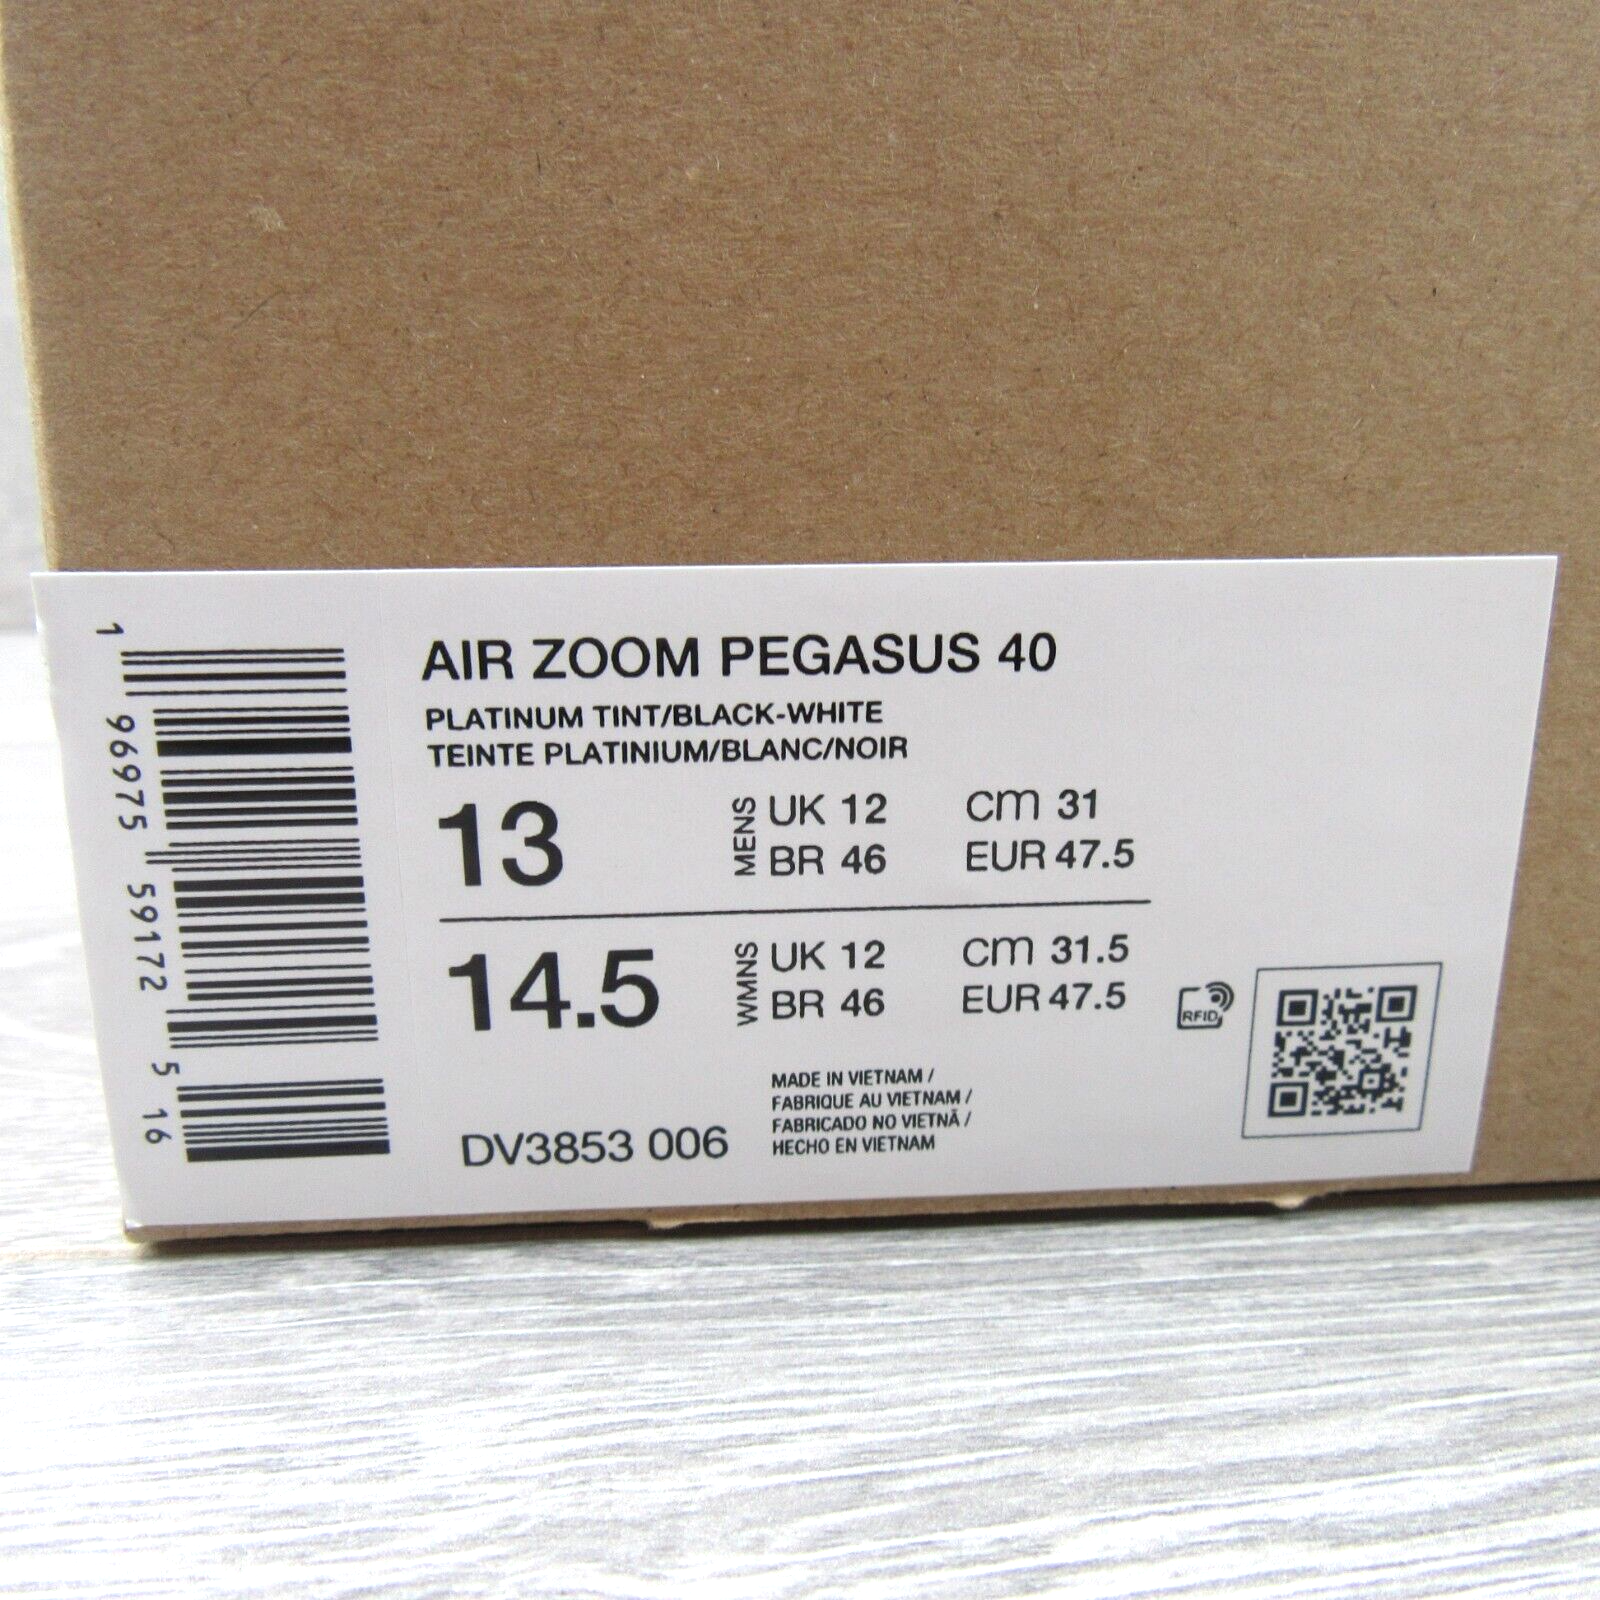 AIR ZOOM PEGASUS 40
PLATINUM TINT/BLACK-WHITE
TEINTE PLATINIUM/BLANC/NOIR
13
MENS
UK 12 cm 31
BR 46 EUR 47.5
14.5
WMNS
UK 12 cm 31.5
BR 46 EUR 47.5
RFID
MADE IN VIETNAM /
FABRIQUE AU VIETNAM /
FABRICADO NO VIETNÃ /
HECHO EN VIETNAM
DV3853 006
1 96975 59172 5 16